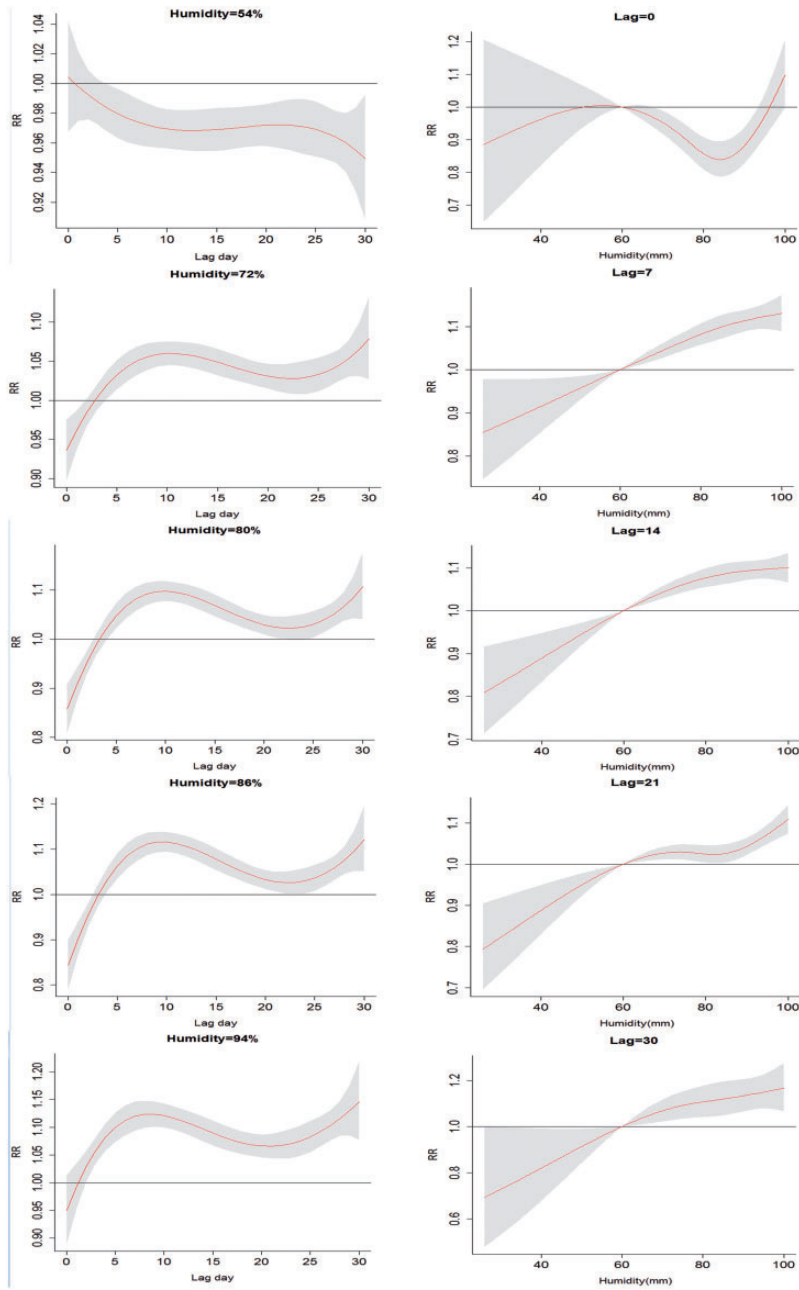 Humidity=54%
RR
1.04
1.02
1.00
0.98
0.96
0.94
0.92
0 5 10 15 20 25 30
Lag day
Lag=0
RR
1.2
1.1
1.0
0.9
0.8
0.7
40 60 80 100
Humidity(mm)
Humidity=72%
RR
1.10
1.05
1.00
0.95
0.90
0 5 10 15 20 25 30
Lag day
Lag=7
RR
1.1
1.0
0.9
0.8
40 60 80 100
Humidity(mm)
Humidity=80%
RR
1.1
1.0
0.9
0.8
0 5 10 15 20 25 30
Lag day
Lag=14
RR
1.1
1.0
0.9
0.8
0.7
40 60 80 100
Humidity(mm)
Humidity=86%
RR
1.2
1.1
1.0
0.9
0.8
0 5 10 15 20 25 30
Lag day
Lag=21
RR
1.1
1.0
0.9
0.8
0.7
40 60 80 100
Humidity(mm)
Humidity=94%
RR
1.20
1.15
1.10
1.05
1.00
0.95
0.90
0 5 10 15 20 25 30
Lag day
Lag=30
RR
1.2
1.0
0.8
0.6
40 60 80 100
Humidity(mm)